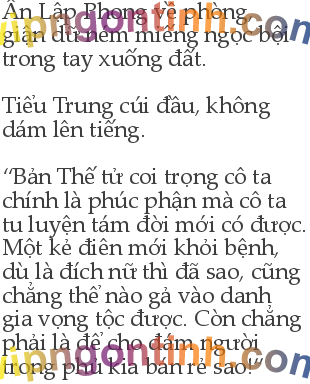 Ân Lập Phong về phòng,
giận dữ ném miếng ngọc bội
trong tay xuống đất.
Tiểu Trung cúi đầu, không
dám lên tiếng.
“Bản Thế tử coi trọng cô ta
chính là phúc phận mà cô ta
tu luyện tám đời mới có được.
Một kẻ điên mới khỏi bệnh,
dù là đích nữ thì đã sao, cũng
chẳng thể nào gả vào danh
gia vọng tộc được. Còn chẳng
phải là để cho đám người
trong phủ kia bán rẻ sao.”
vipngontinh.com
vipngontinh.com